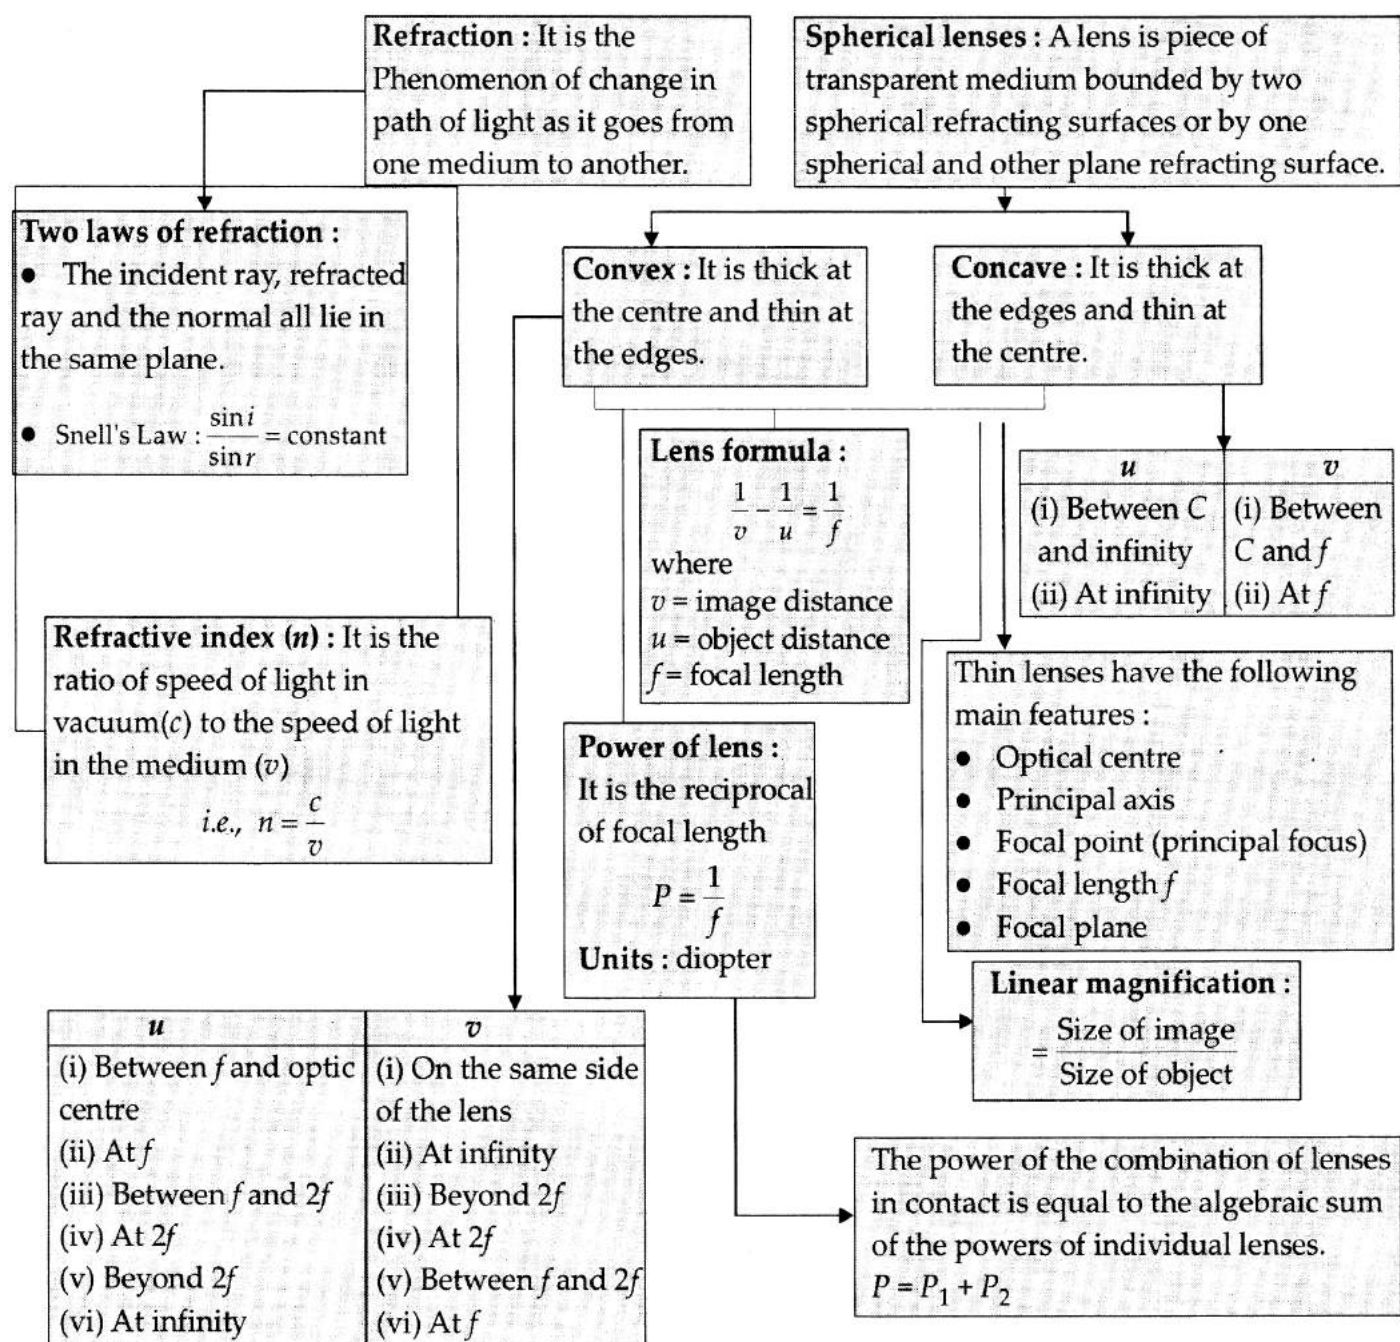 Refraction : It is the
Phenomenon of change in
path of light as it goes from
one medium to another.
Spherical lenses : A lens is piece of
transparent medium bounded by two
spherical refracting surfaces or by one
spherical and other plane refracting surface.
Two laws of refraction :
● The incident ray, refracted
ray and the normal all lie in
the same plane.
● Snell's Law : sin i / sin r = constant
Convex : It is thick at
the centre and thin at
the edges.
Concave : It is thick at
the edges and thin at
the centre.
Lens formula :
1/v − 1/u = 1/f
where
v = image distance
u = object distance
f = focal length
u v
(i) Between C (i) Between
and infinity C and f
(ii) At infinity (ii) At f
Refractive index (n) : It is the
ratio of speed of light in
vacuum(c) to the speed of light
in the medium (v)
i.e., n = c/v
Power of lens :
It is the reciprocal
of focal length
P = 1/f
Units : diopter
Thin lenses have the following
main features :
● Optical centre
● Principal axis
● Focal point (principal focus)
● Focal length f
● Focal plane
Linear magnification :
= Size of image / Size of object
u v
(i) Between f and optic (i) On the same side
centre of the lens
(ii) At f (ii) At infinity
(iii) Between f and 2f (iii) Beyond 2f
(iv) At 2f (iv) At 2f
(v) Beyond 2f (v) Between f and 2f
(vi) At infinity (vi) At f
The power of the combination of lenses
in contact is equal to the algebraic sum
of the powers of individual lenses.
P = P₁ + P₂